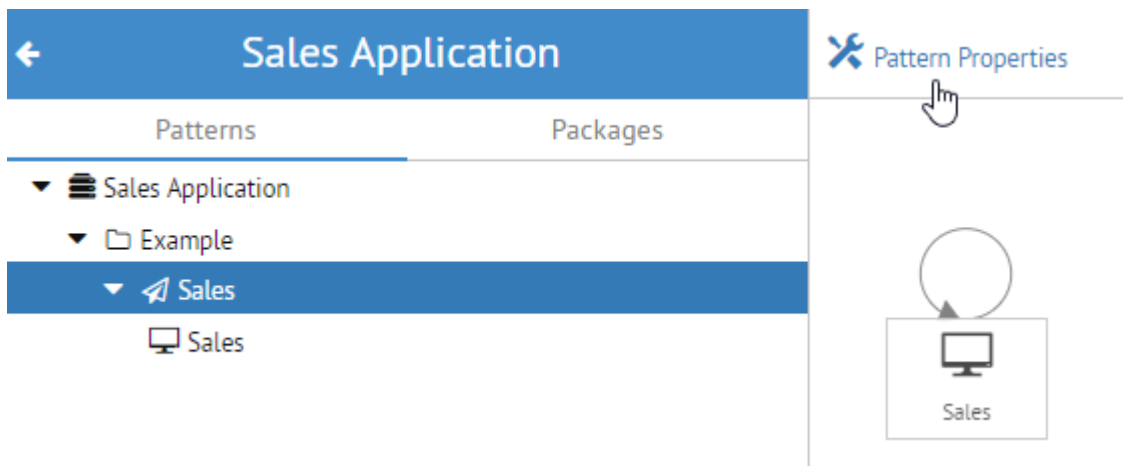 Sales Application
Pattern Properties
Patterns
Packages
Sales Application
Example
Sales
Sales
Sales